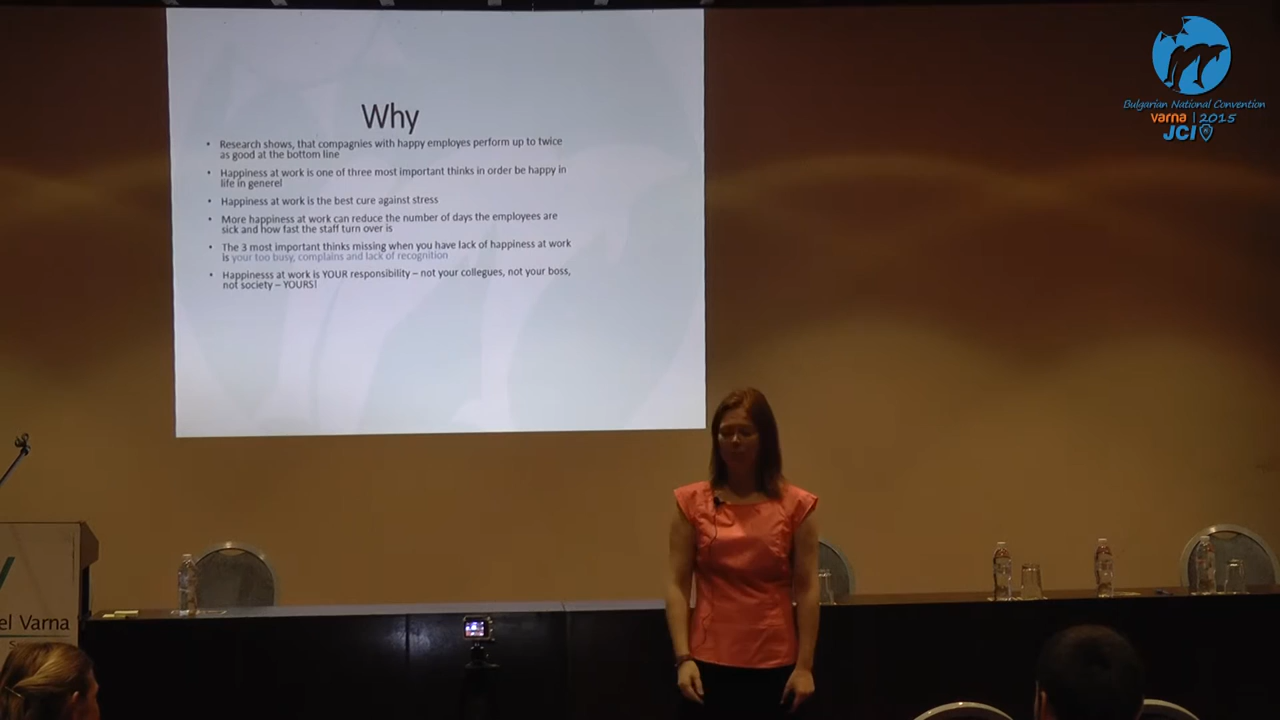 Why
• Research shows, that compagnies with happy employes perform up to twice
as good at the bottom line
• Happiness at work is one of three most important thinks in order be happy in
life in generel
• Happiness at work is the best cure against stress
• More happiness at work can reduce the number of days the employees are
sick and how fast the staff turn over is
• The 3 most important thinks missing when you have lack of happiness at work
is your too busy, complains and lack of recognition
• Happinesss at work is YOUR responsibility – not your collegues, not your boss,
not society – YOURS!
Bulgarian National Convention
varna | 2015
JCI
el Varna